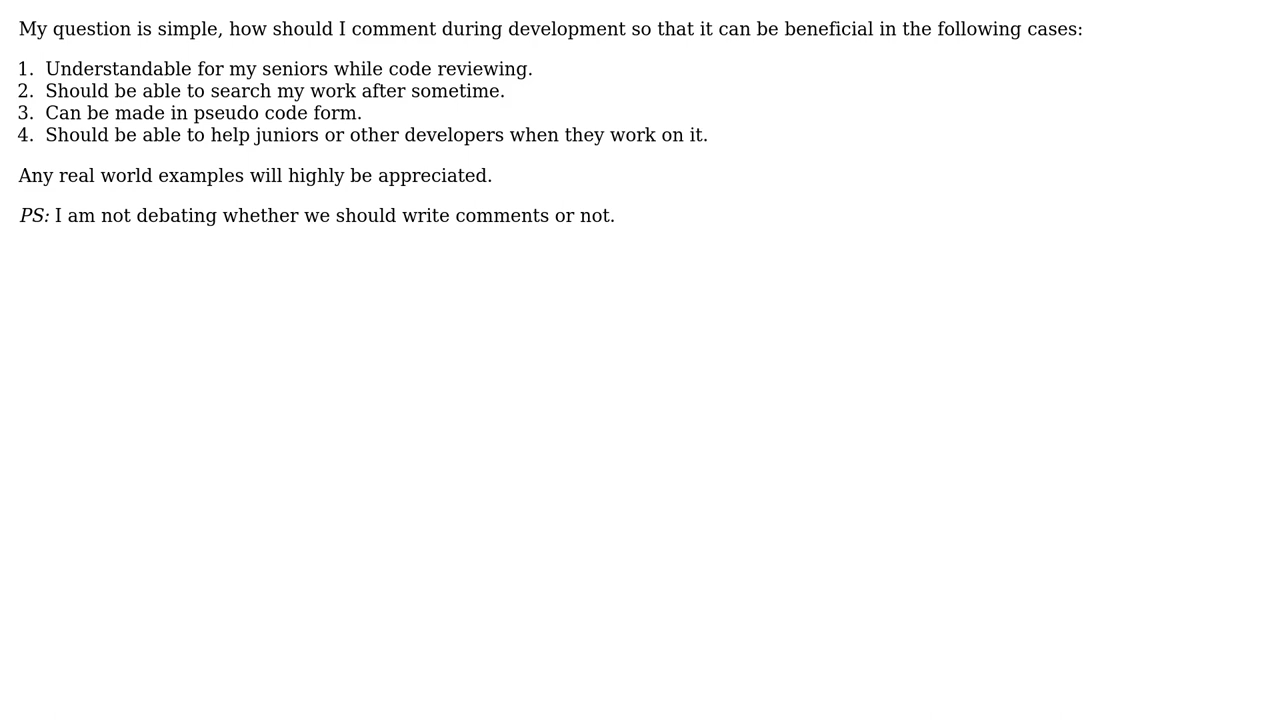 My question is simple, how should I comment during development so that it can be beneficial in the following cases:
1. Understandable for my seniors while code reviewing.
2. Should be able to search my work after sometime.
3. Can be made in pseudo code form.
4. Should be able to help juniors or other developers when they work on it.
Any real world examples will highly be appreciated.
PS: I am not debating whether we should write comments or not.